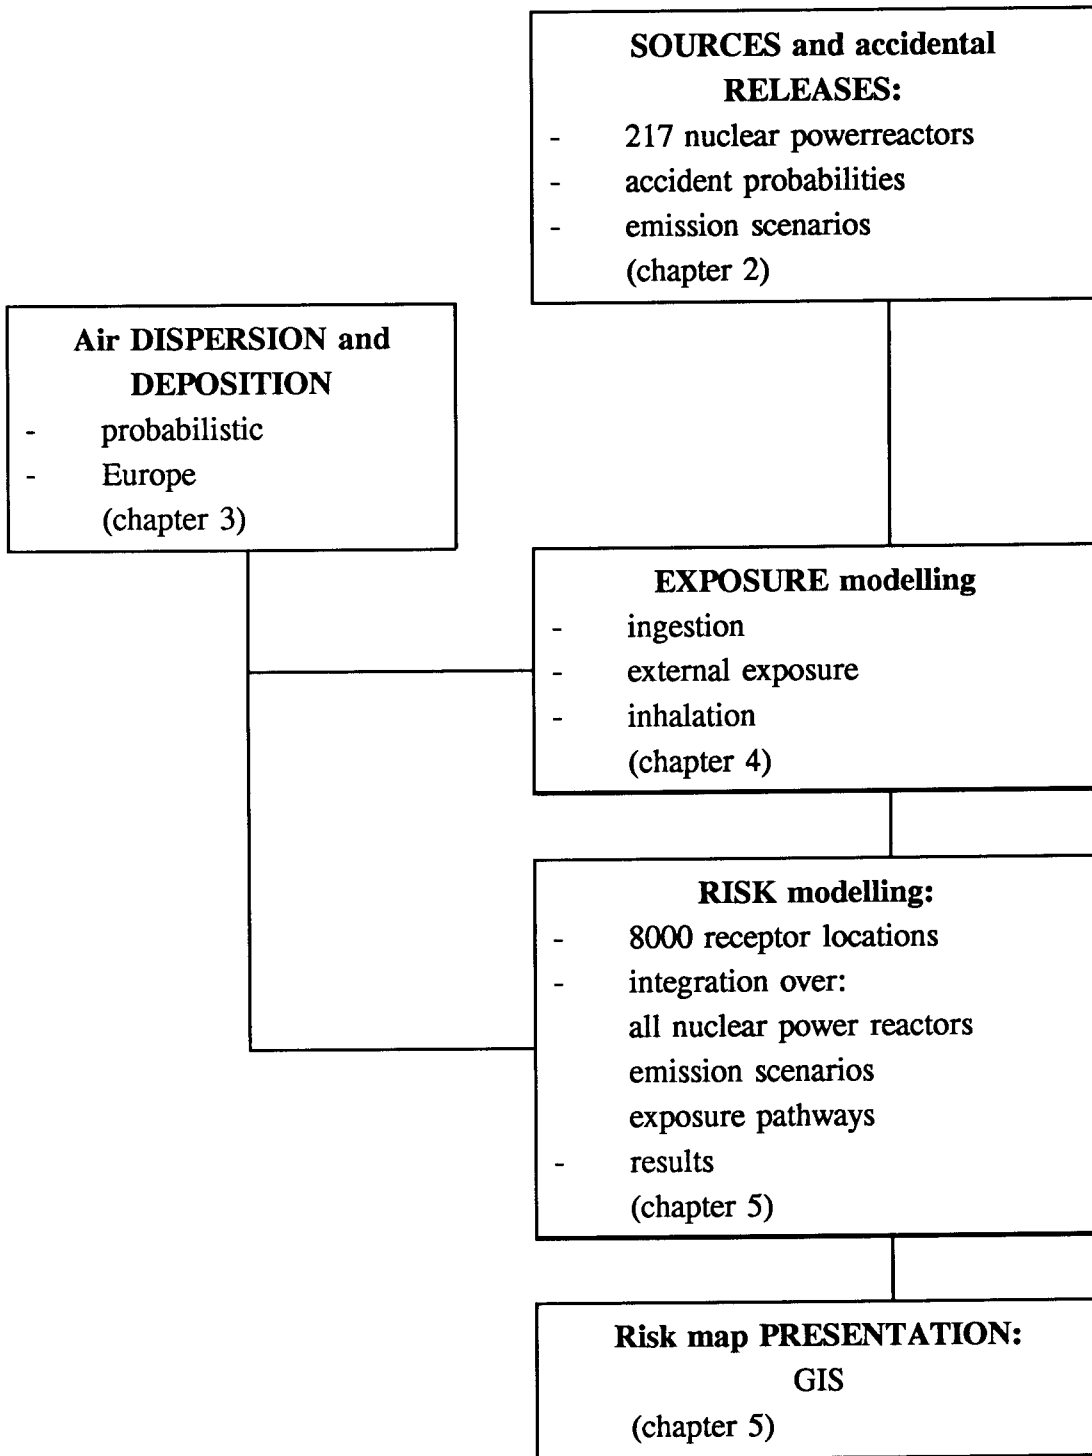 SOURCES and accidental
RELEASES:
- 217 nuclear powerreactors
- accident probabilities
- emission scenarios
(chapter 2)
Air DISPERSION and
DEPOSITION
- probabilistic
- Europe
(chapter 3)
EXPOSURE modelling
- ingestion
- external exposure
- inhalation
(chapter 4)
RISK modelling:
- 8000 receptor locations
- integration over:
all nuclear power reactors
emission scenarios
exposure pathways
- results
(chapter 5)
Risk map PRESENTATION:
GIS
(chapter 5)